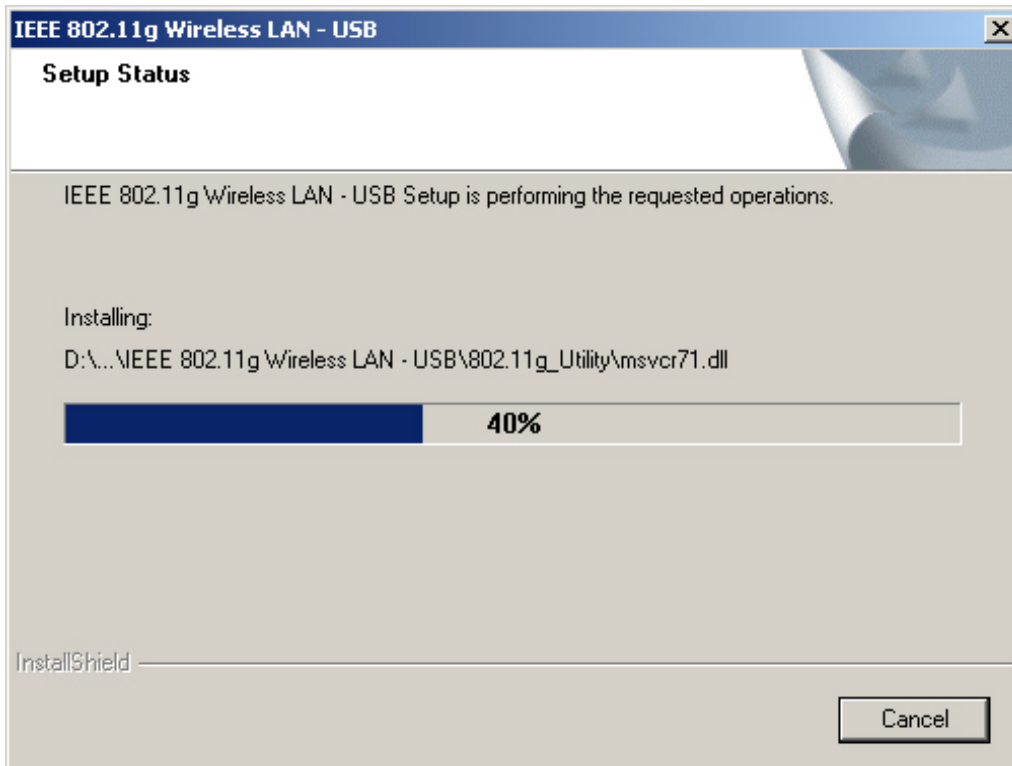 IEEE 802.11g Wireless LAN - USB
Setup Status
IEEE 802.11g Wireless LAN - USB Setup is performing the requested operations.
Installing:
D:\...\IEEE 802.11g Wireless LAN - USB\802.11g_Utility\msvcr71.dll
40%
InstallShield
Cancel